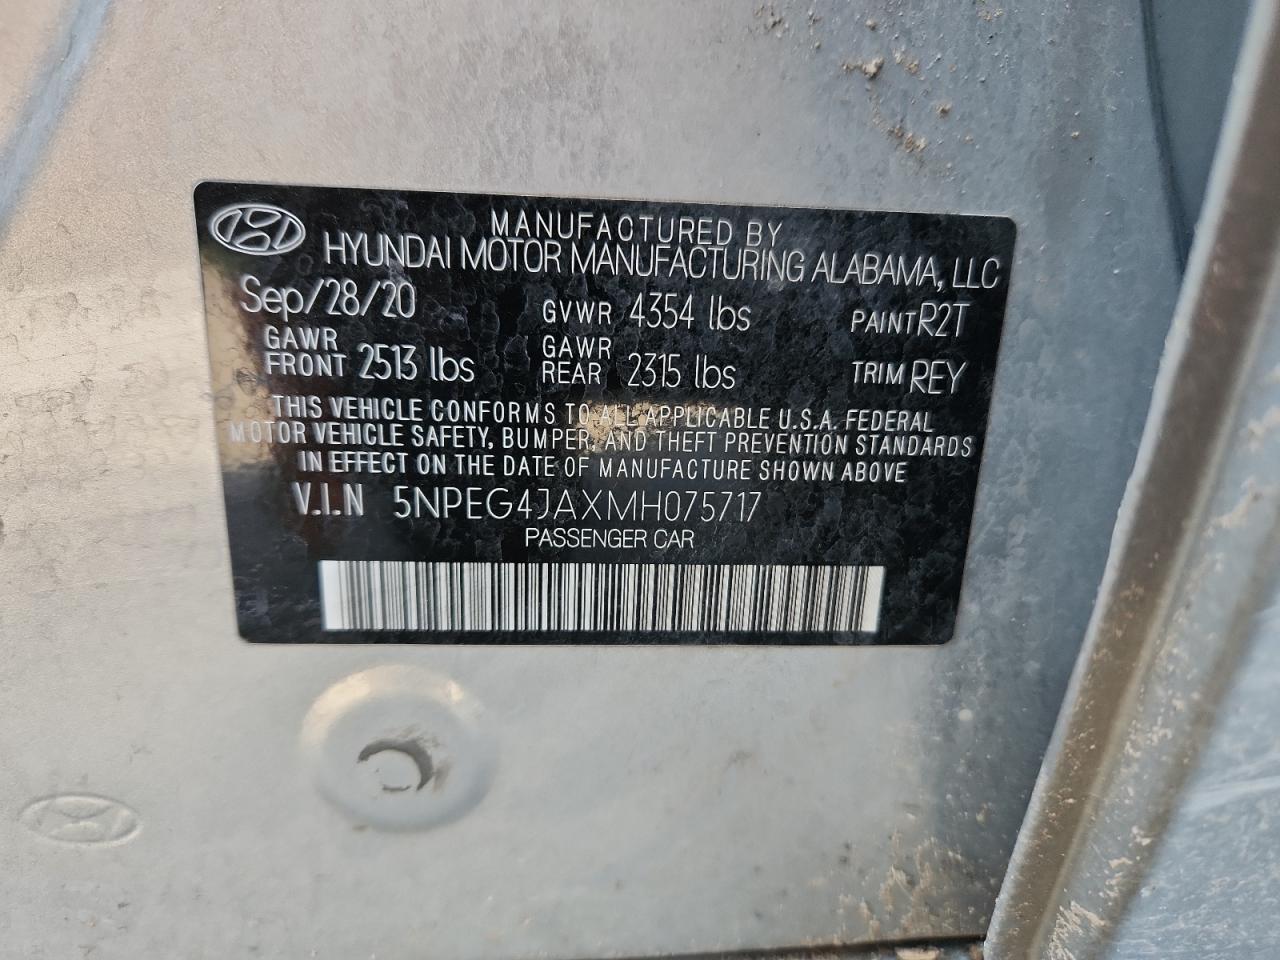 MANUFACTURED BY
HYUNDAI MOTOR MANUFACTURING ALABAMA, LLC
Sep/28/20 GVWR 4354 lbs PAINT R2T
GAWR FRONT 2513 lbs GAWR REAR 2315 lbs TRIM REY
THIS VEHICLE CONFORMS TO ALL APPLICABLE U.S.A. FEDERAL
MOTOR VEHICLE SAFETY, BUMPER, AND THEFT PREVENTION STANDARDS
IN EFFECT ON THE DATE OF MANUFACTURE SHOWN ABOVE
V.I.N 5NPEG4JAXMH075717
PASSENGER CAR